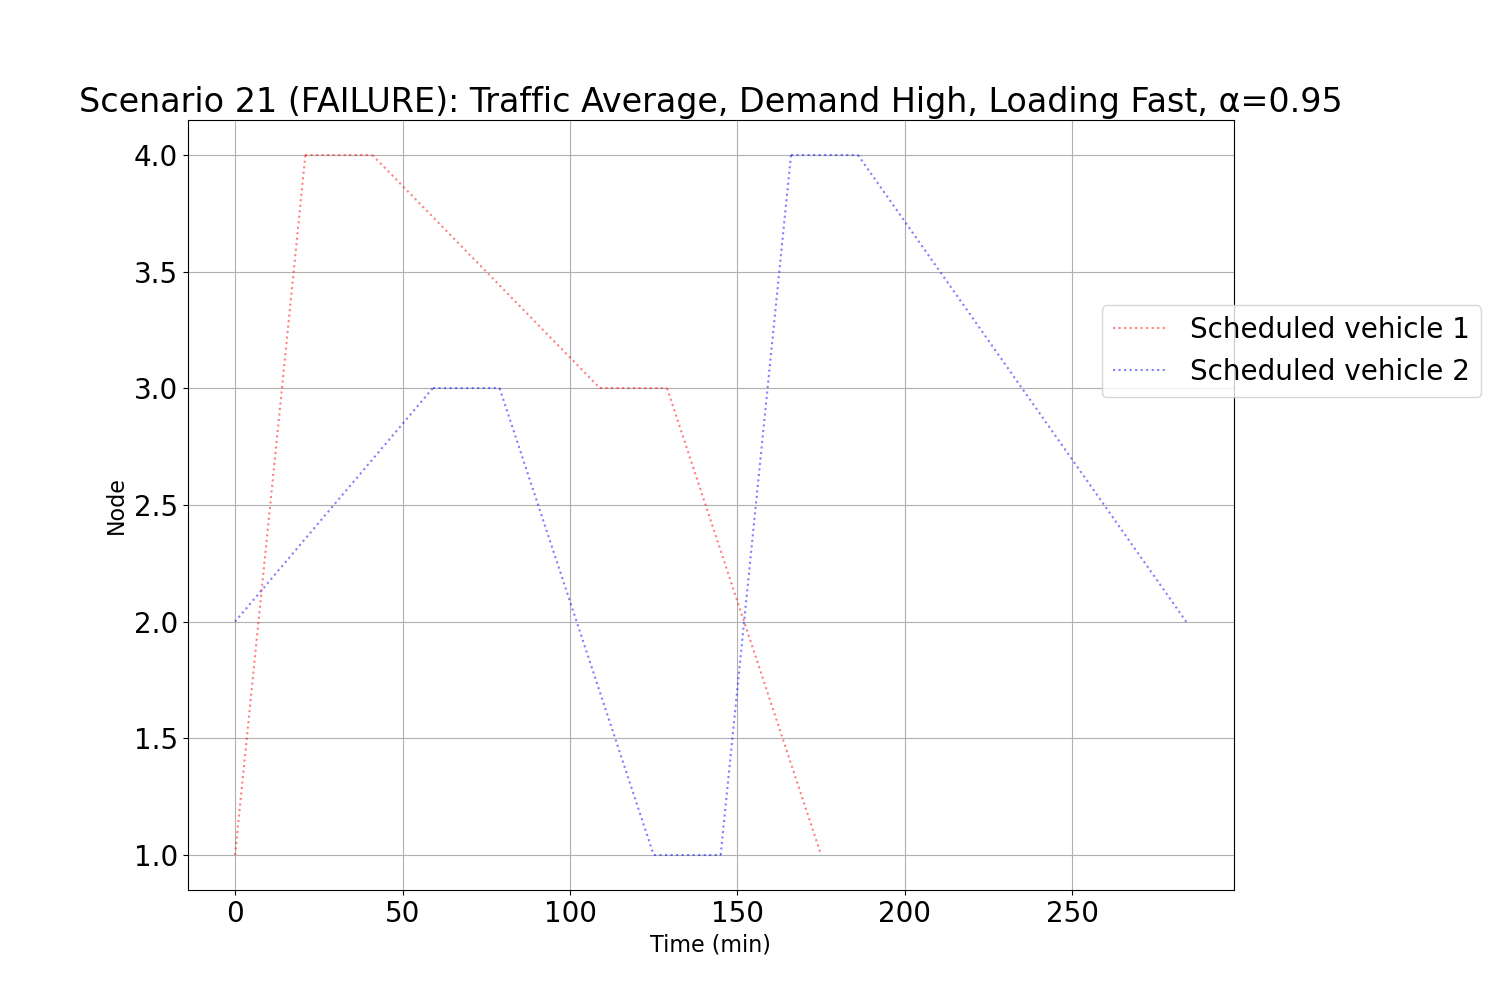 Scenario 21 (FAILURE): Traffic Average, Demand High, Loading Fast, α=0.95
4.0
3.5
3.0
2.5
2.0
1.5
1.0
Node
Scheduled vehicle 1
Scheduled vehicle 2
0 50 100 150 200 250
Time (min)